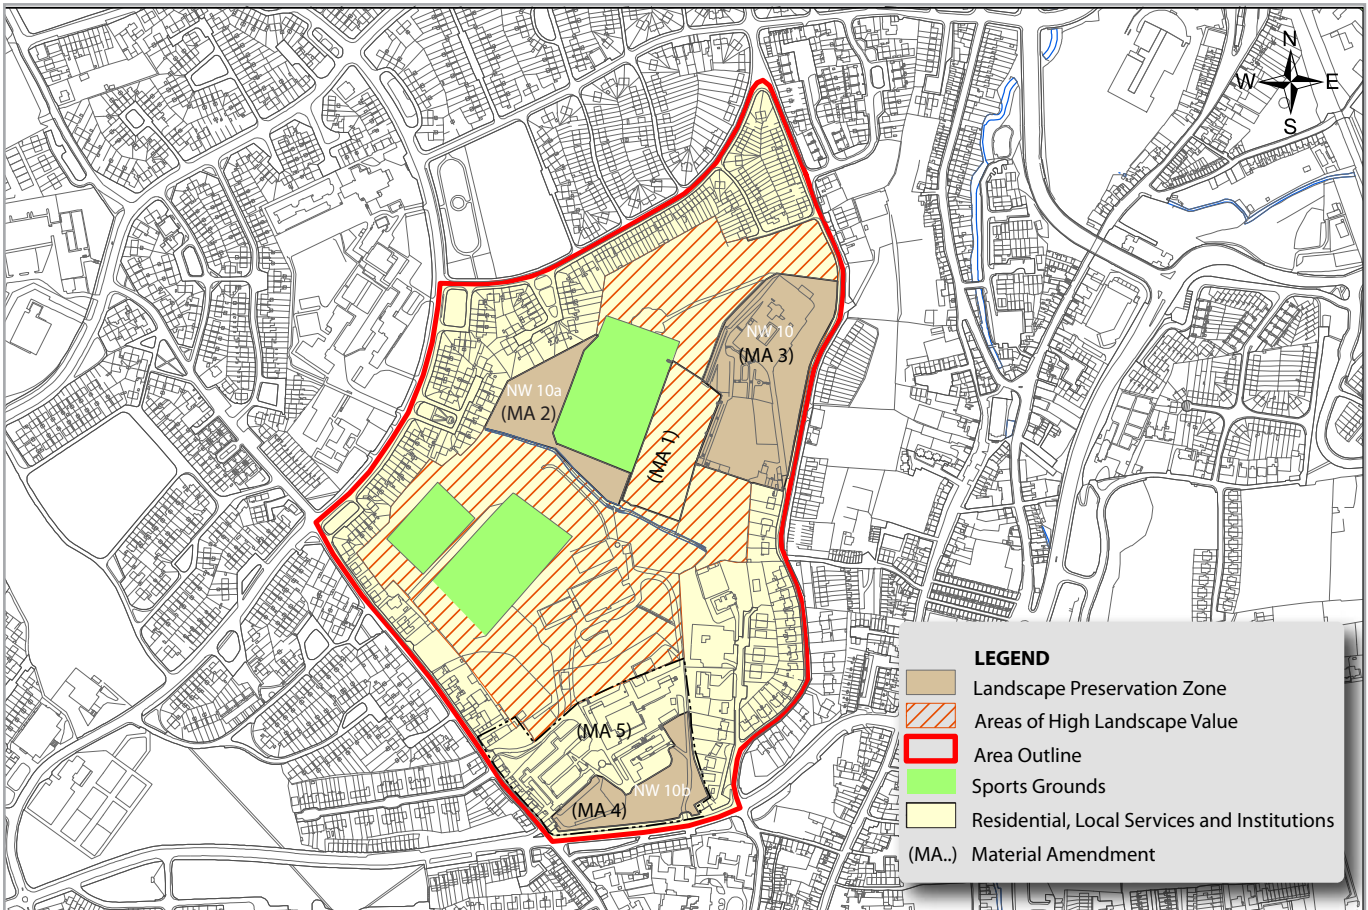 N
W E
S
NW 10
(MA 3)
NW 10a
(MA 2)
(MA 1)
(MA 5)
NW 10b
(MA 4)
LEGEND
Landscape Preservation Zone
Areas of High Landscape Value
Area Outline
Sports Grounds
Residential, Local Services and Institutions
(MA..) Material Amendment